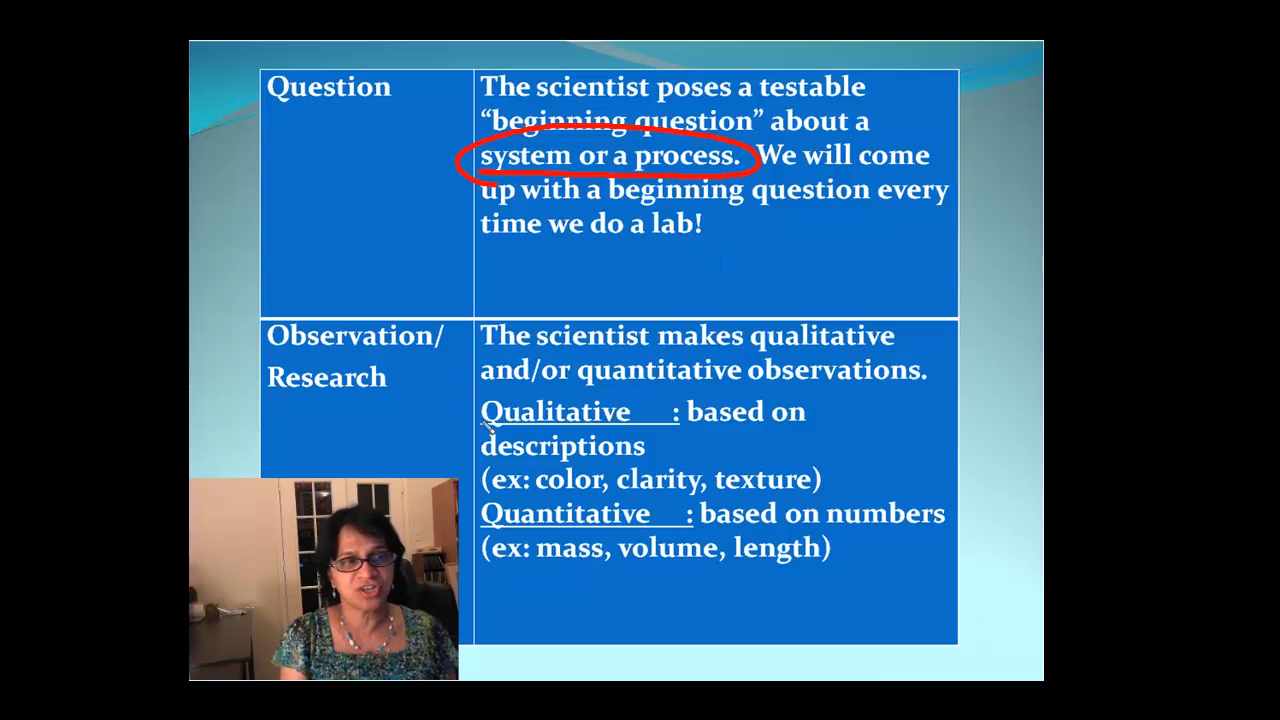 Question
The scientist poses a testable
“beginning question” about a
system or a process. We will come
up with a beginning question every
time we do a lab!
Observation/
Research
The scientist makes qualitative
and/or quantitative observations.
Qualitative : based on
descriptions
(ex: color, clarity, texture)
Quantitative : based on numbers
(ex: mass, volume, length)